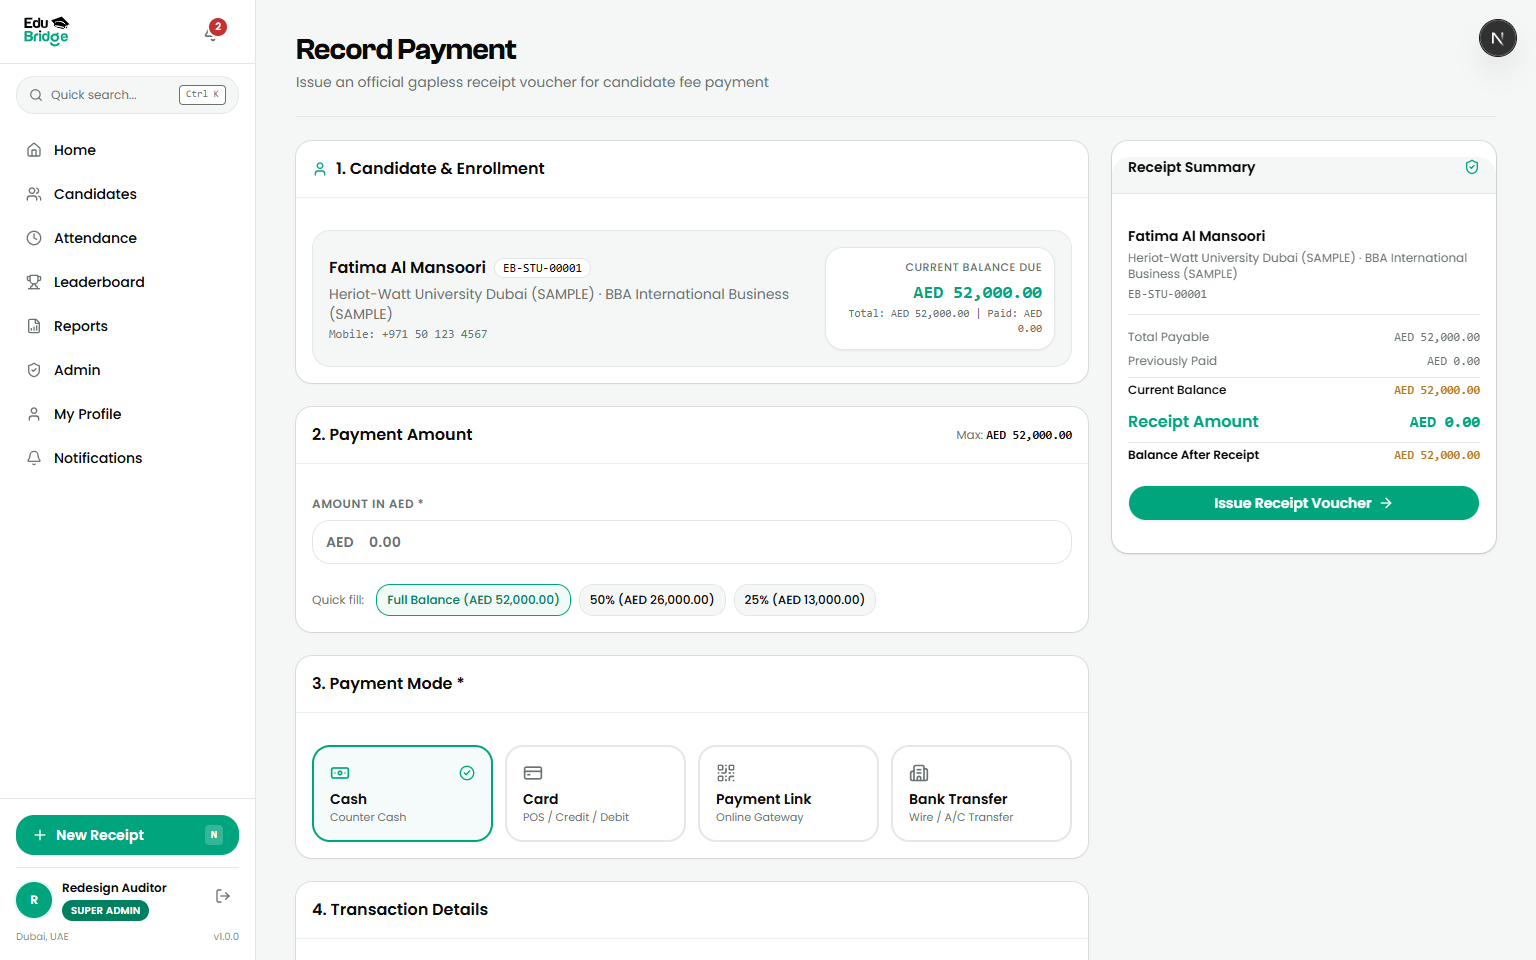 Edu
Bridge
2
Quick search...
Ctrl K
Home
Candidates
Attendance
Leaderboard
Reports
Admin
My Profile
Notifications
New Receipt
N
R
Redesign Auditor
SUPER ADMIN
Dubai, UAE
v1.0.0
Record Payment
Issue an official gapless receipt voucher for candidate fee payment
N
1. Candidate & Enrollment
Fatima Al Mansoori
EB-STU-00001
Heriot-Watt University Dubai (SAMPLE) · BBA International Business
(SAMPLE)
Mobile: +971 50 123 4567
CURRENT BALANCE DUE
AED 52,000.00
Total: AED 52,000.00 | Paid: AED
0.00
2. Payment Amount
Max: AED 52,000.00
AMOUNT IN AED *
AED 0.00
Quick fill:
Full Balance (AED 52,000.00)
50% (AED 26,000.00)
25% (AED 13,000.00)
3. Payment Mode *
Cash
Counter Cash
Card
POS / Credit / Debit
Payment Link
Online Gateway
Bank Transfer
Wire / A/C Transfer
4. Transaction Details
Receipt Summary
Fatima Al Mansoori
Heriot-Watt University Dubai (SAMPLE) · BBA International
Business (SAMPLE)
EB-STU-00001
Total Payable AED 52,000.00
Previously Paid AED 0.00
Current Balance AED 52,000.00
Receipt Amount AED 0.00
Balance After Receipt AED 52,000.00
Issue Receipt Voucher →